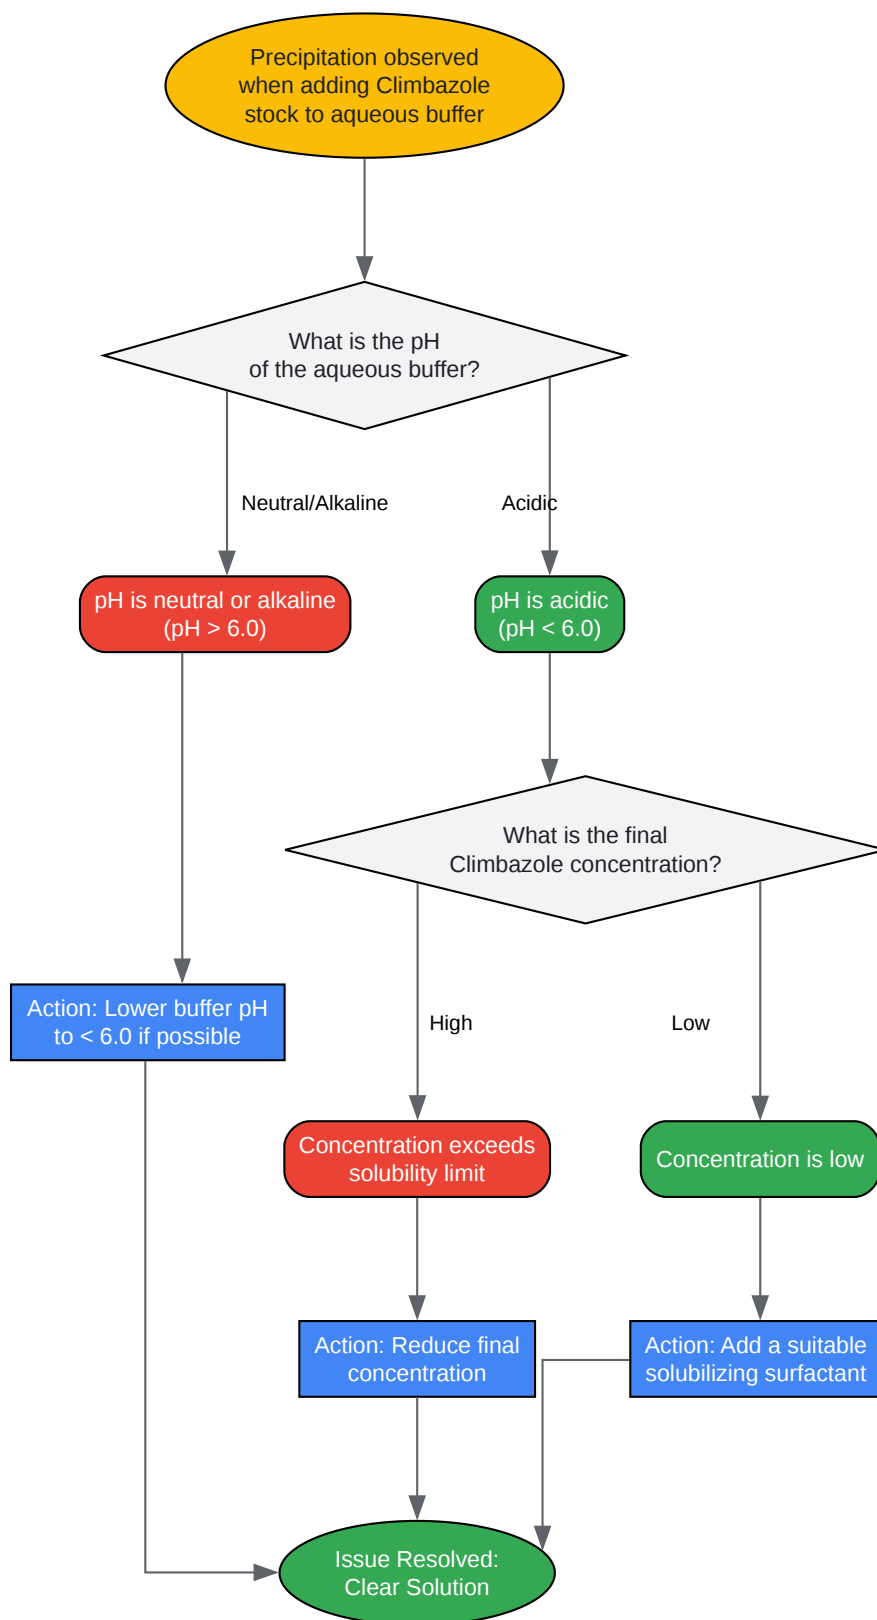 Precipitation observed
when adding Climbazole
stock to aqueous buffer
What is the pH
of the aqueous buffer?
Neutral/Alkaline
Acidic
pH is neutral or alkaline
(pH > 6.0)
pH is acidic
(pH < 6.0)
What is the final
Climbazole concentration?
Action: Lower buffer pH
to < 6.0 if possible
High
Low
Concentration exceeds
solubility limit
Concentration is low
Action: Reduce final
concentration
Action: Add a suitable
solubilizing surfactant
Issue Resolved:
Clear Solution